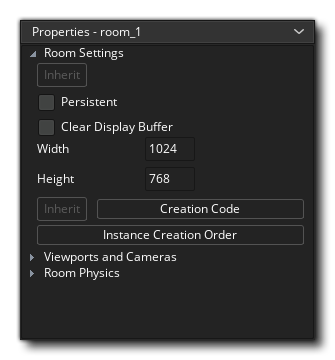 Properties - room_1
Room Settings
Inherit
Persistent
Clear Display Buffer
Width 1024
Height 768
Inherit Creation Code
Instance Creation Order
Viewports and Cameras
Room Physics